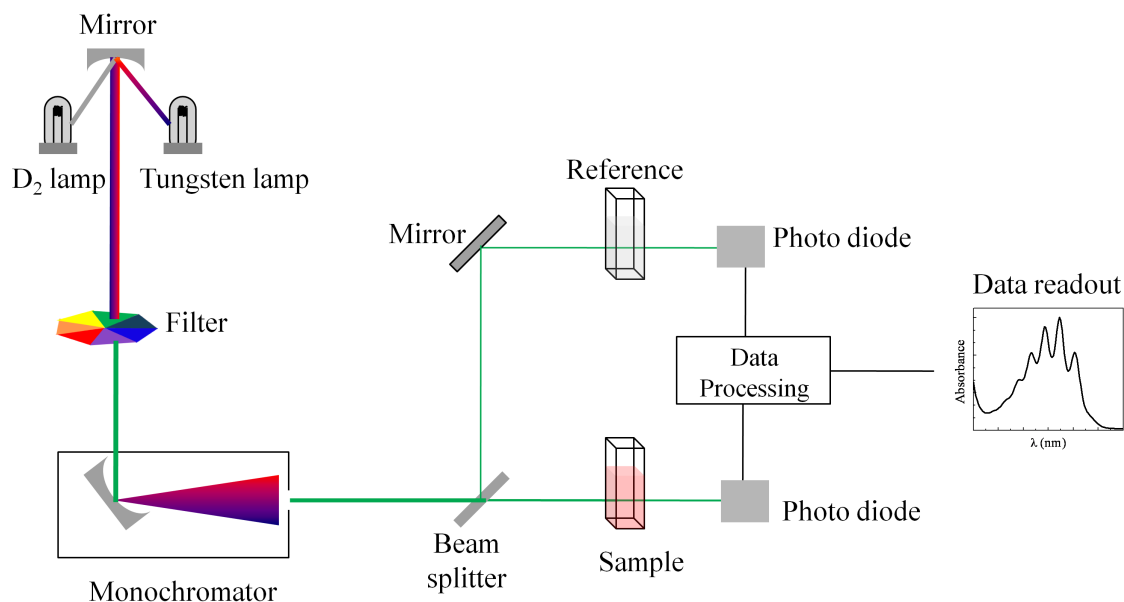 Mirror
D₂ lamp
Tungsten lamp
Filter
Monochromator
Mirror
Beam
splitter
Reference
Sample
Photo diode
Data
Processing
Photo diode
Data readout
Absorbance
λ (nm)